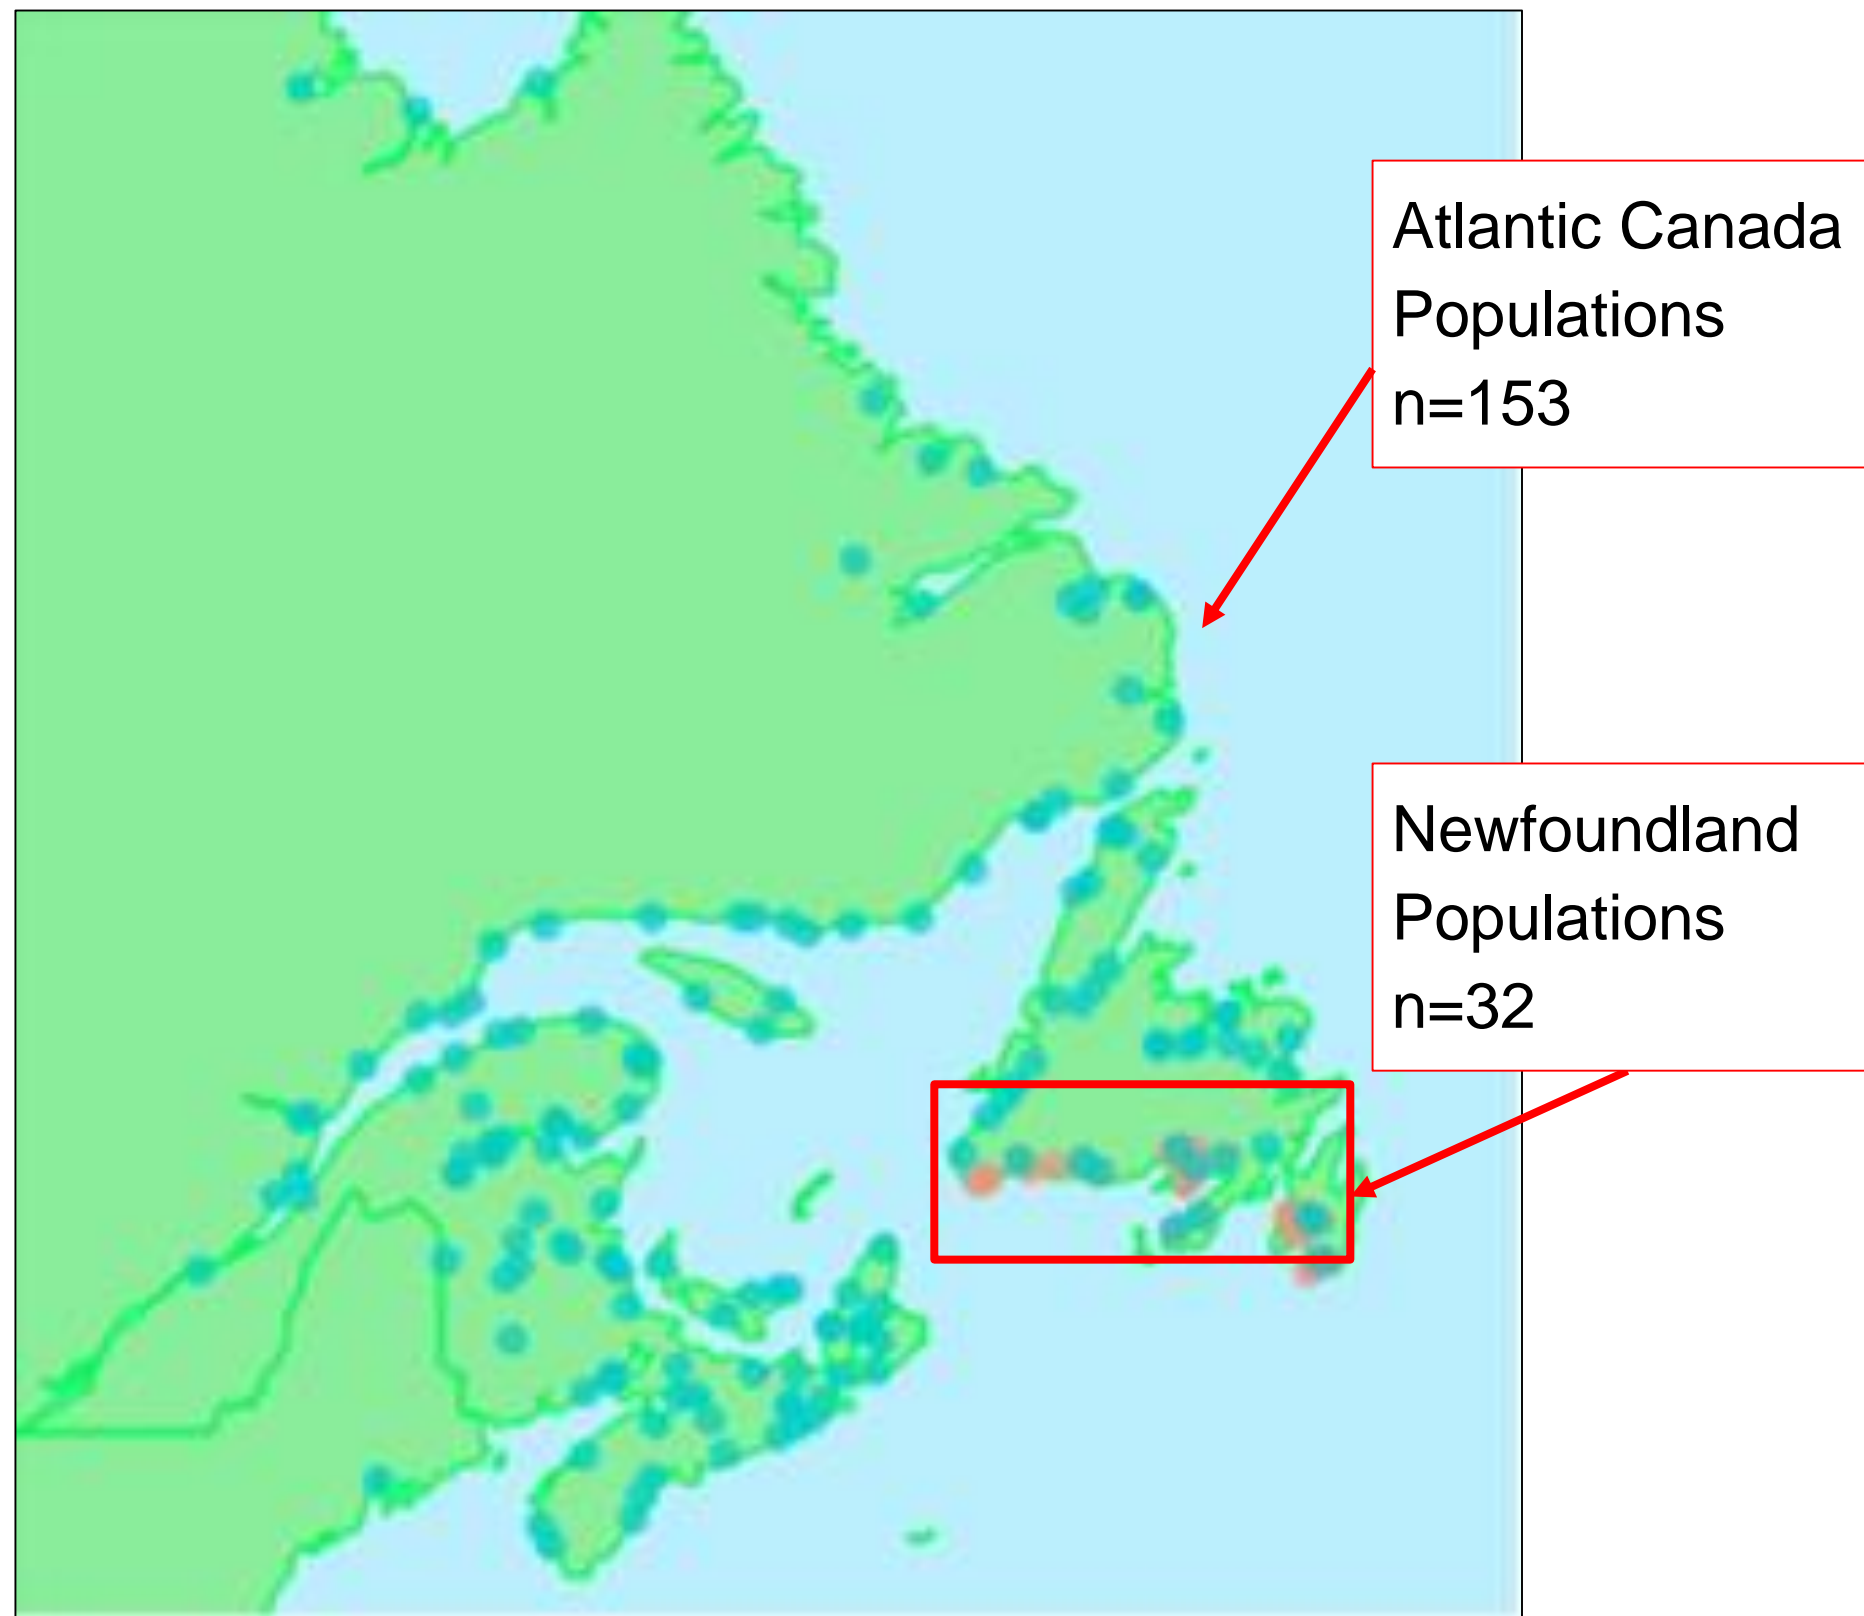 Atlantic Canada
Populations
n=153
Newfoundland
Populations
n=32